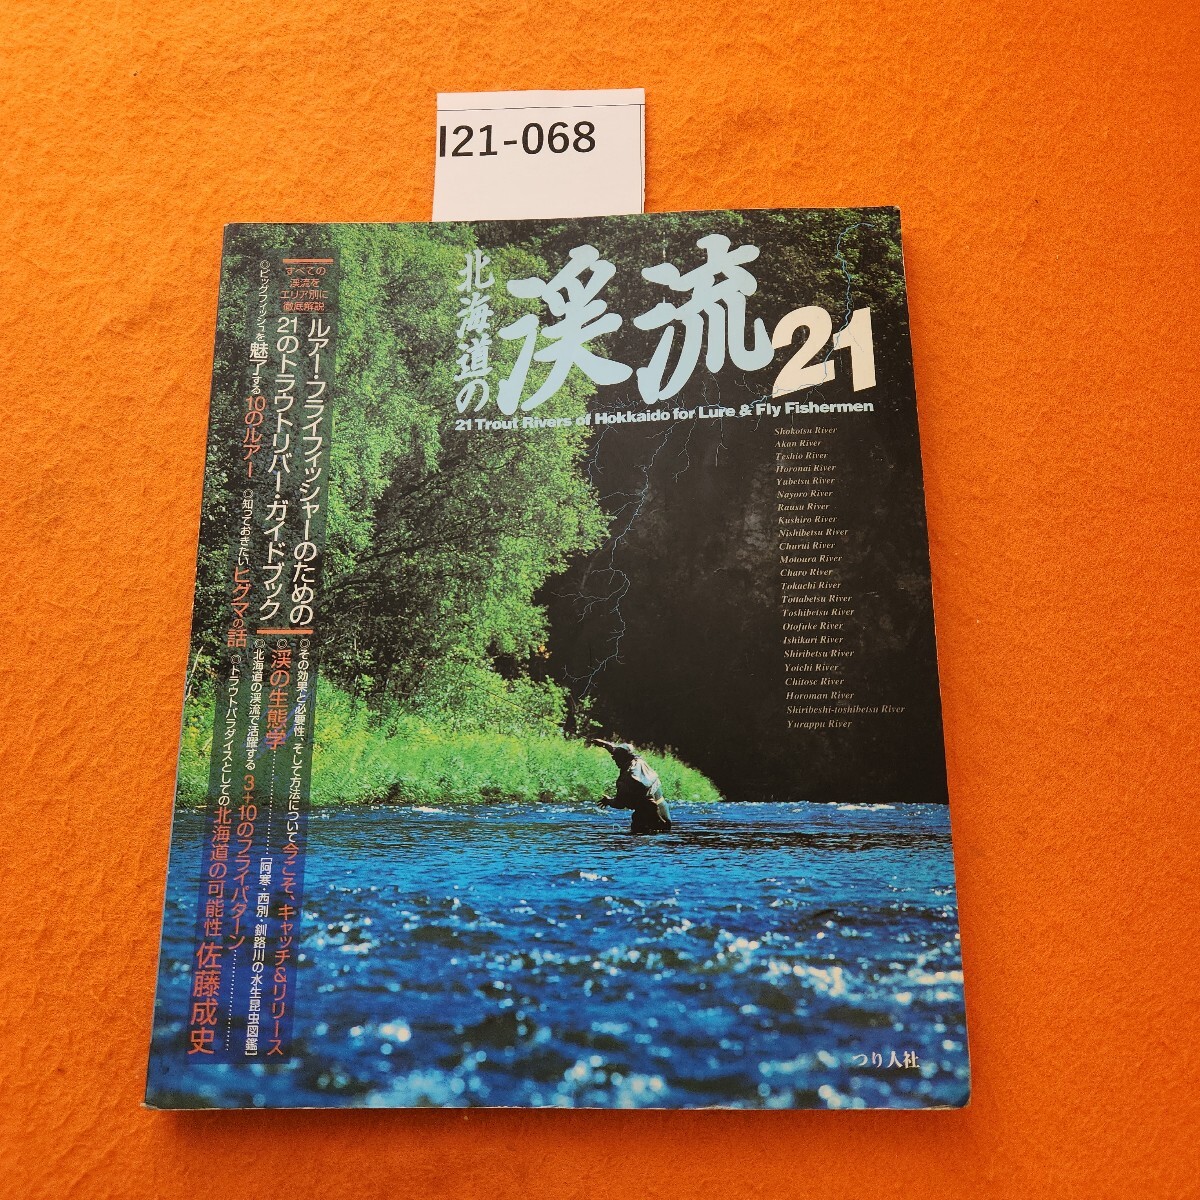 I21-068
北海道の
渓流21
21 Trout Rivers of Hokkaido for Lure & Fly Fishermen
Shokotsu River
Akan River
Teshio River
Horonai River
Yubetsu River
Nayoro River
Rausu River
Kushiro River
Nishibetsu River
Churui River
Motoura River
Charo River
Tokachi River
Tottabetsu River
Toshibetsu River
Otofuke River
Ishikari River
Shiribetsu River
Yoichi River
Chitose River
Horoman River
Shiribeshi-toshibetsu River
Yurappu River
すべての
渓流を
エリア別に
徹底解説
ルアー・フライフィッシャーのための
21のトラウトリバー・ガイドブック
◎その効果と必要性、そして方法について今こそ、キャッチ&リリース
◎渓の生態学…………[阿寒・西別・釧路川の水生昆虫図鑑]
◎北海道の渓流で活躍する3+10のフライパターン…………
◎ビッグフィッシュを魅了する10のルアー
◎知っておきたいヒグマの話
◎トラウトパラダイスとしての北海道の可能性 佐藤成史
つり人社